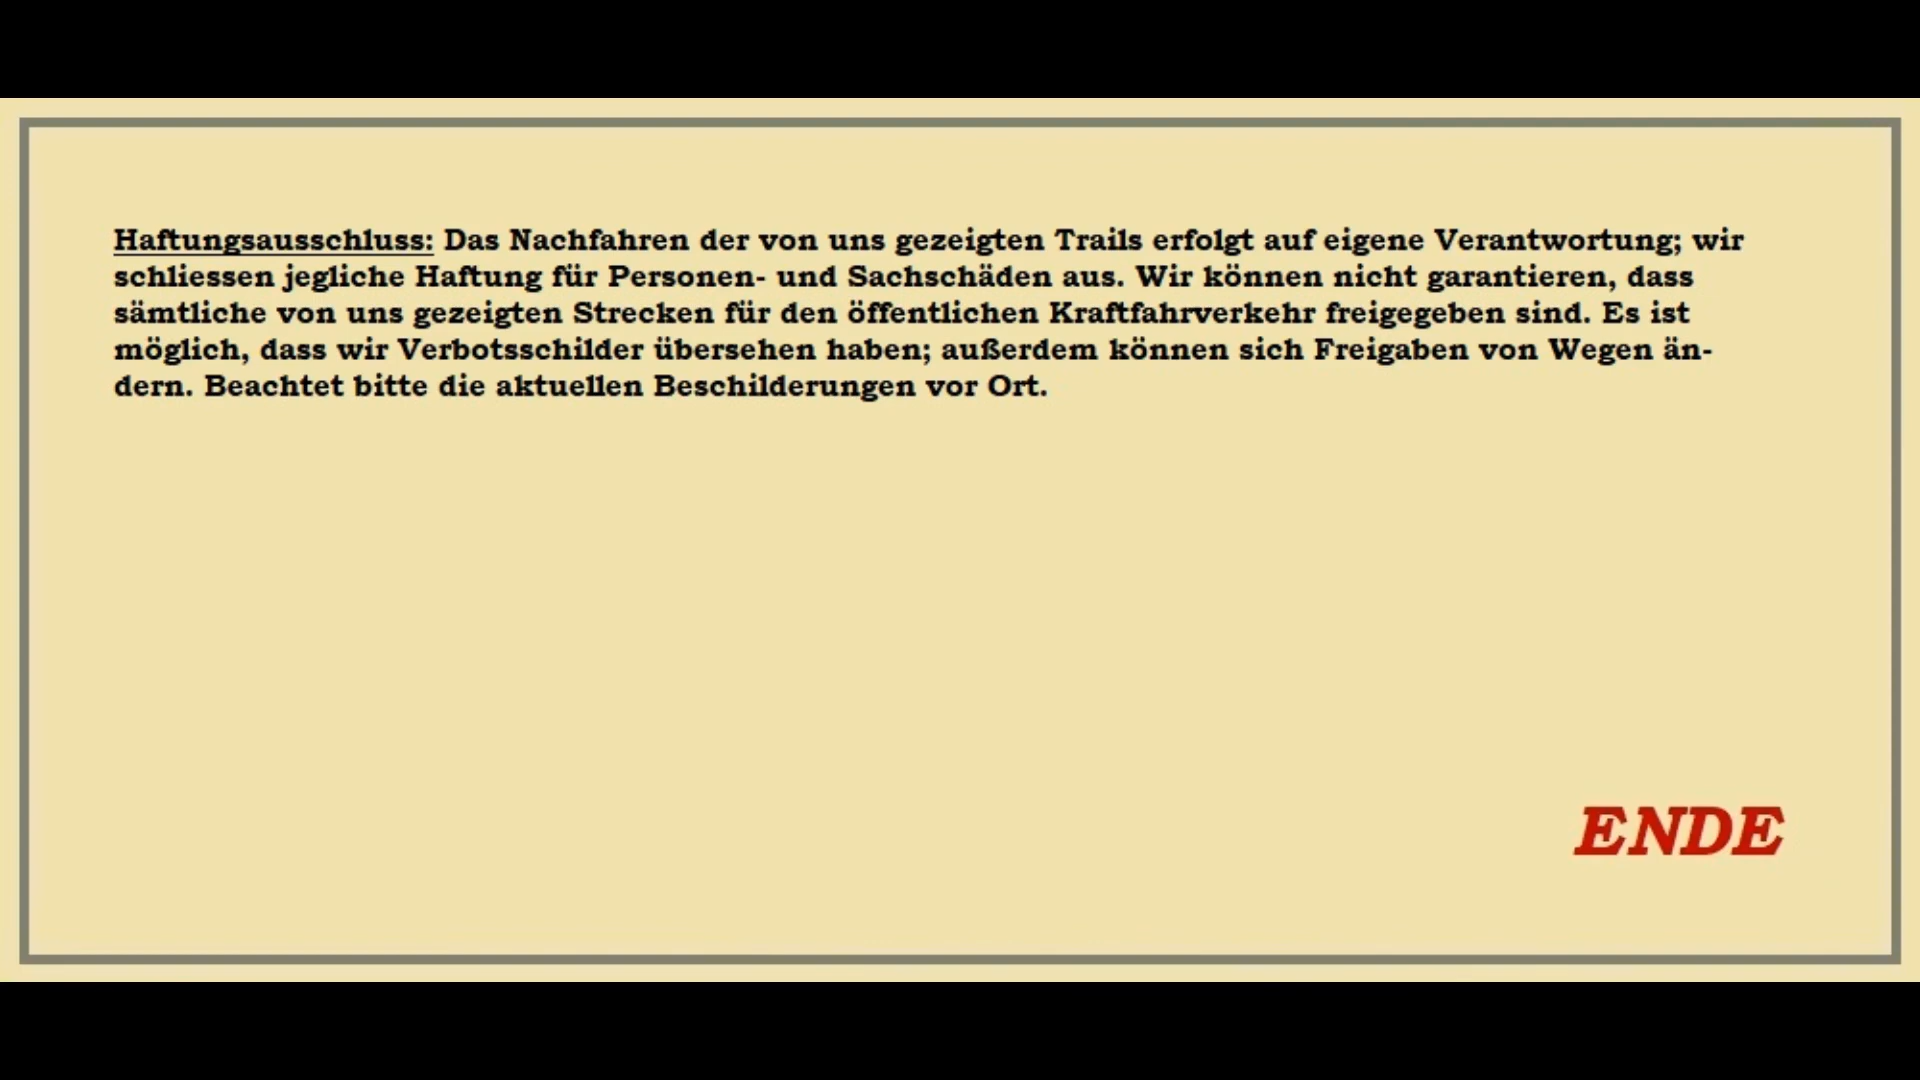 Haftungsausschluss: Das Nachfahren der von uns gezeigten Trails erfolgt auf eigene Verantwortung; wir
schliessen jegliche Haftung für Personen- und Sachschäden aus. Wir können nicht garantieren, dass
sämtliche von uns gezeigten Strecken für den öffentlichen Kraftfahrverkehr freigegeben sind. Es ist
möglich, dass wir Verbotsschilder übersehen haben; außerdem können sich Freigaben von Wegen än-
dern. Beachtet bitte die aktuellen Beschilderungen vor Ort.
ENDE